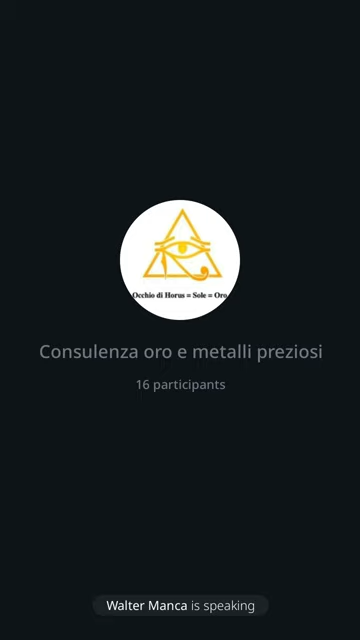 Occhio di Horus = Sole = Oro
Consulenza oro e metalli preziosi
16 participants
Walter Manca is speaking